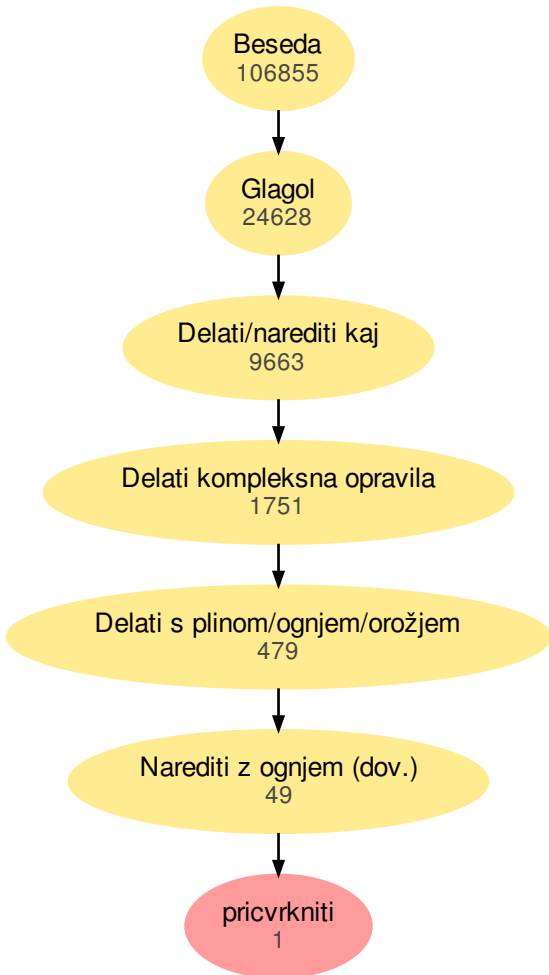 Beseda
106855
Glagol
24628
Delati/narediti kaj
9663
Delati kompleksna opravila
1751
Delati s plinom/ognjem/orožjem
479
Narediti z ognjem (dov.)
49
pricvrkniti
1